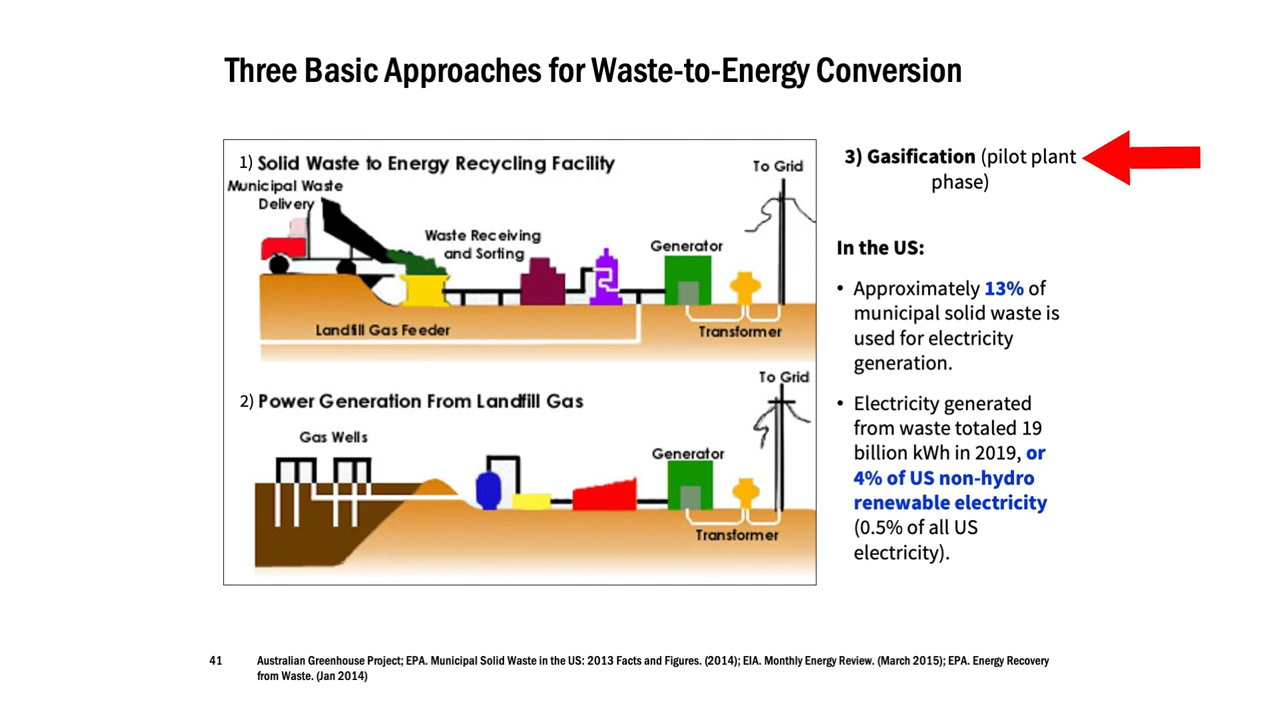 Three Basic Approaches for Waste-to-Energy Conversion
1) Solid Waste to Energy Recycling Facility
To Grid
Municipal Waste
Delivery
Waste Receiving
and Sorting
Generator
Landfill Gas Feeder
Transformer
2) Power Generation From Landfill Gas
To Grid
Gas Wells
Generator
Transformer
3) Gasification (pilot plant
phase)
In the US:
• Approximately 13% of
municipal solid waste is
used for electricity
generation.
• Electricity generated
from waste totaled 19
billion kWh in 2019, or
4% of US non-hydro
renewable electricity
(0.5% of all US
electricity).
41 Australian Greenhouse Project; EPA. Municipal Solid Waste in the US: 2013 Facts and Figures. (2014); EIA. Monthly Energy Review. (March 2015); EPA. Energy Recovery
from Waste. (Jan 2014)